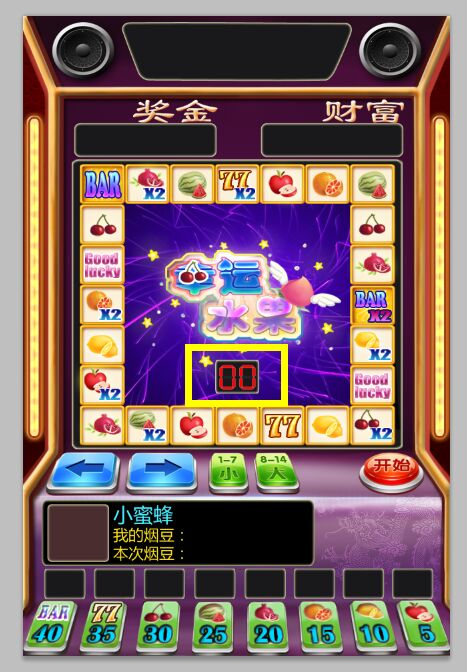 奖金 财富
BAR X2 77 X2
Good lucky
BAR X2
X2
X2
X2 Good lucky
X2 77 X2
幸运
水果
00
1-7 8-14
小 大 开始
小蜜蜂
我的烟豆：
本次烟豆：
BAR 77
40 35 30 25 20 15 10 5